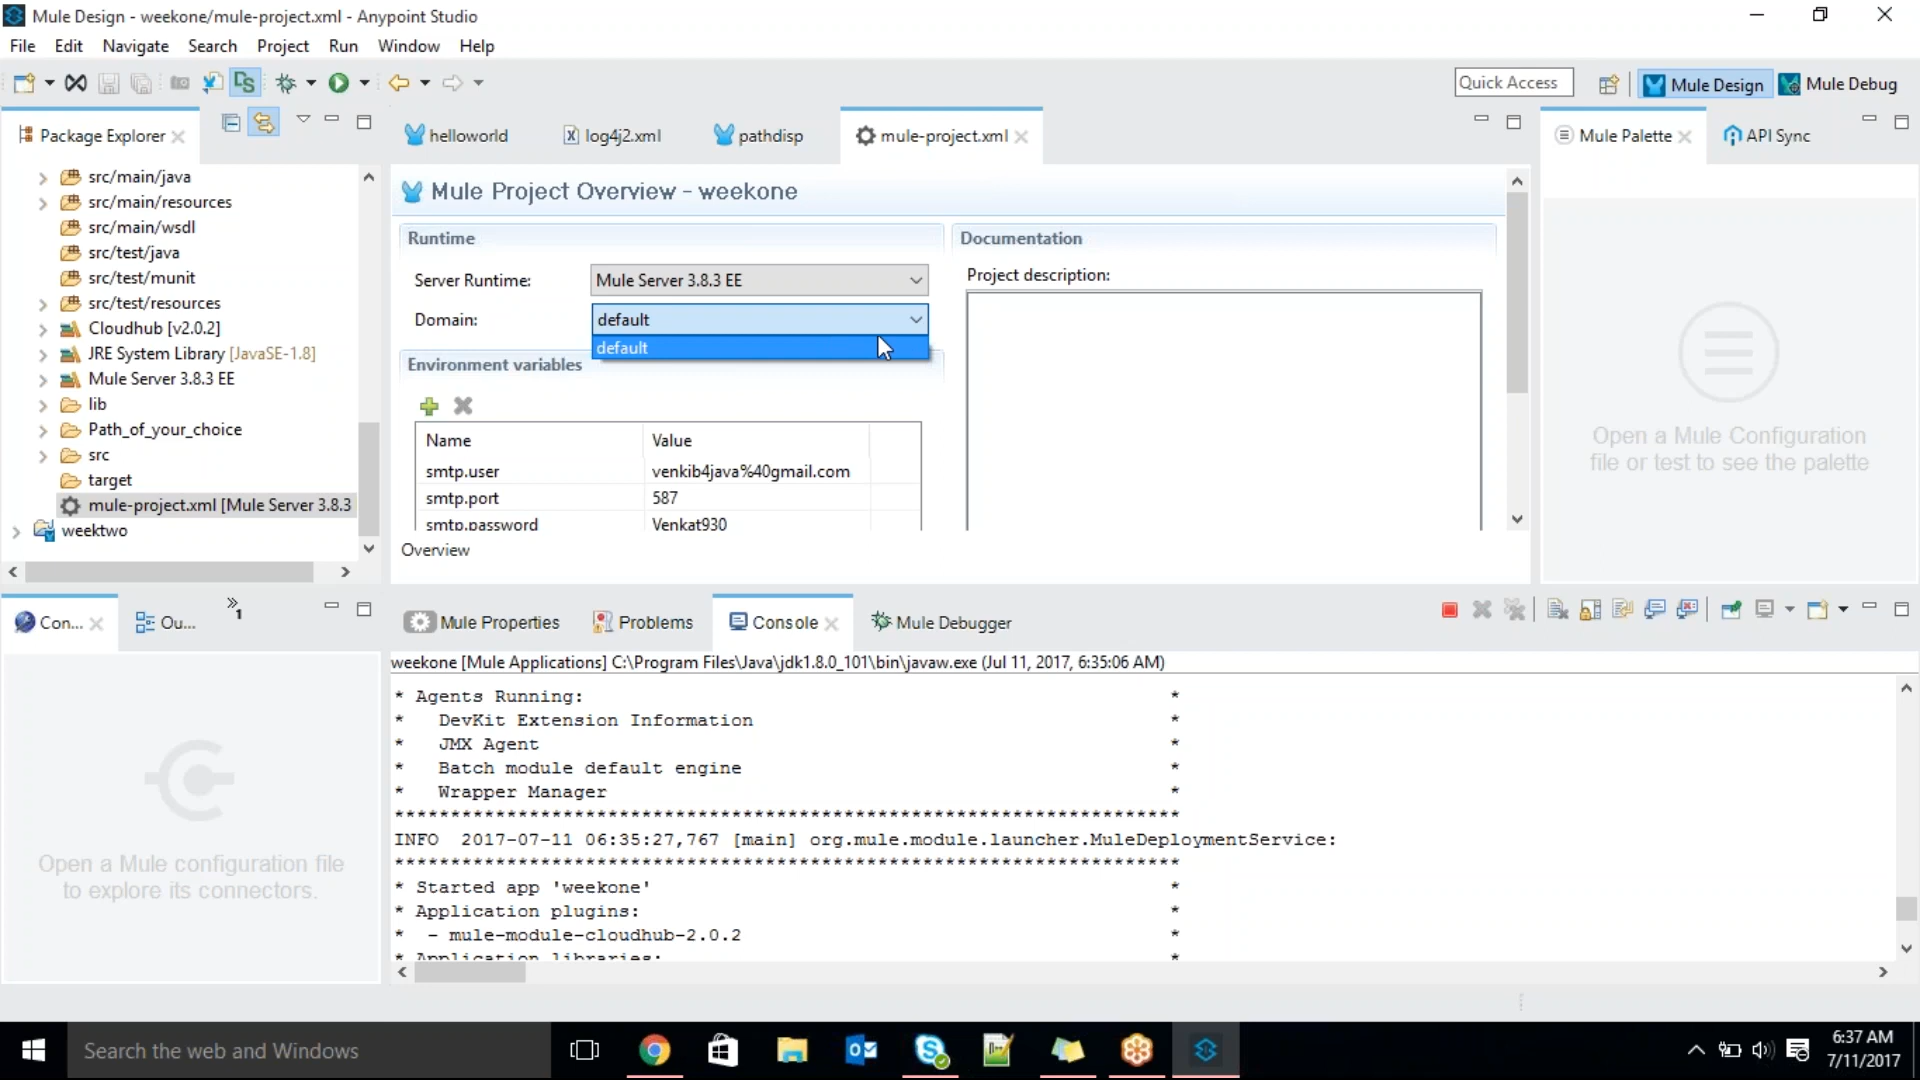 Mule Design - weekone/mule-project.xml - Anypoint Studio
File Edit Navigate Search Project Run Window Help
Quick Access
Mule Design
Mule Debug
Package Explorer
helloworld
log4j2.xml
pathdisp
mule-project.xml
Mule Palette
API Sync
src/main/java
src/main/resources
src/main/wsdl
src/test/java
src/test/munit
src/test/resources
Cloudhub [v2.0.2]
JRE System Library [JavaSE-1.8]
Mule Server 3.8.3 EE
lib
Path_of_your_choice
src
target
mule-project.xml [Mule Server 3.8.3
weektwo
Mule Project Overview - weekone
Runtime
Server Runtime: Mule Server 3.8.3 EE
Domain: default
default
Environment variables
Name Value
smtp.user venkib4java%40gmail.com
smtp.port 587
smtp.password Venkat930
Overview
Documentation
Project description:
Open a Mule Configuration
file or test to see the palette
Con...
Ou...
1
Open a Mule configuration file
to explore its connectors.
Mule Properties
Problems
Console
Mule Debugger
weekone [Mule Applications] C:\Program Files\Java\jdk1.8.0_101\bin\javaw.exe (Jul 11, 2017, 6:35:06 AM)
* Agents Running: *
* DevKit Extension Information *
* JMX Agent *
* Batch module default engine *
* Wrapper Manager *
**********************************************************************
INFO 2017-07-11 06:35:27,767 [main] org.mule.module.launcher.MuleDeploymentService:
**********************************************************************
* Started app 'weekone' *
* Application plugins: *
* - mule-module-cloudhub-2.0.2 *
* Application libraries: *
Search the web and Windows
6:37 AM
7/11/2017